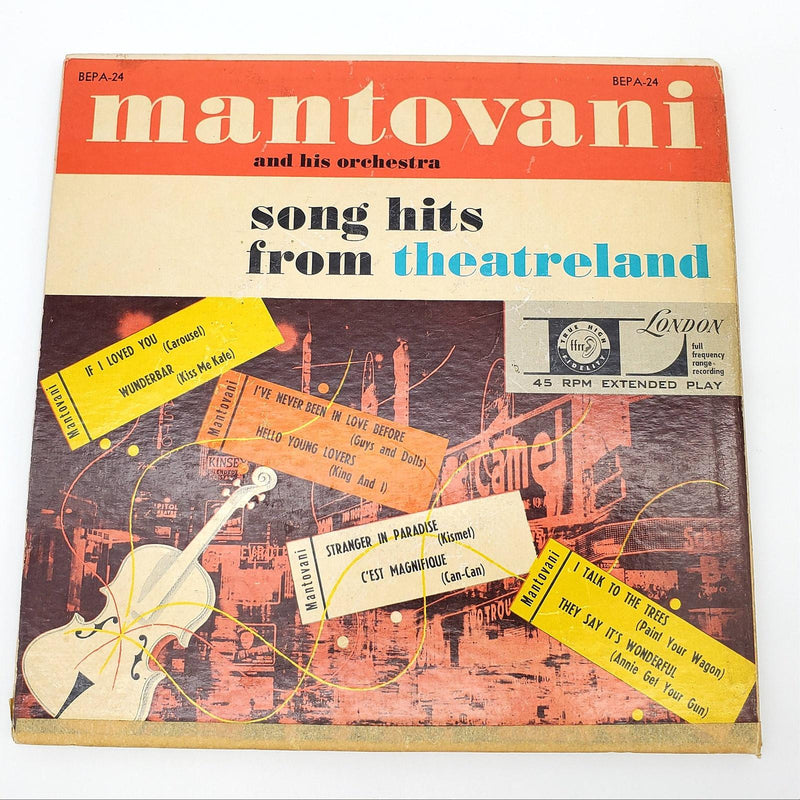 BEPA-24
BEPA-24
mantovani
and his orchestra
song hits
from theatreland
LONDON
TRUE HIGH FIDELITY
ffrr
full
frequency
range
recording
45 RPM EXTENDED PLAY
Mantovani
IF I LOVED YOU
(Carousel)
WUNDERBAR (Kiss Me Kate)
Mantovani
I'VE NEVER BEEN IN LOVE BEFORE
(Guys and Dolls)
HELLO YOUNG LOVERS
(King And I)
KINSEY
Camel
Mantovani
STRANGER IN PARADISE
(Kismet)
C'EST MAGNIFIQUE
(Can-Can)
Mantovani
I TALK TO THE TREES
(Paint Your Wagon)
THEY SAY IT'S WONDERFUL
(Annie Get Your Gun)